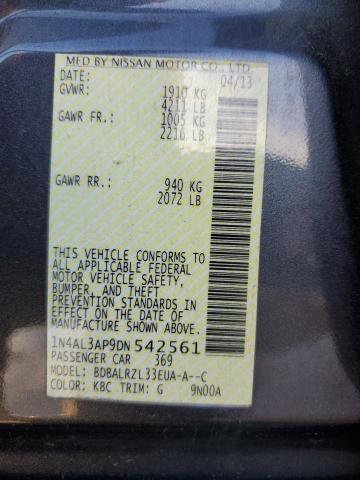 MFD BY NISSAN MOTOR CO., LTD.
DATE: 04/13
GVWR: 1910 KG
4211 LB
GAWR FR.: 1005 KG
2216 LB
GAWR RR.: 940 KG
2072 LB
THIS VEHICLE CONFORMS TO
ALL APPLICABLE FEDERAL
MOTOR VEHICLE SAFETY,
BUMPER, AND THEFT
PREVENTION STANDARDS IN
EFFECT ON THE DATE OF
MANUFACTURE SHOWN ABOVE.
1N4AL3AP9DN 542561
PASSENGER CAR 369
MODEL: BDBALRZL33EUA-A--C
COLOR: KBC TRIM: G 9N00A